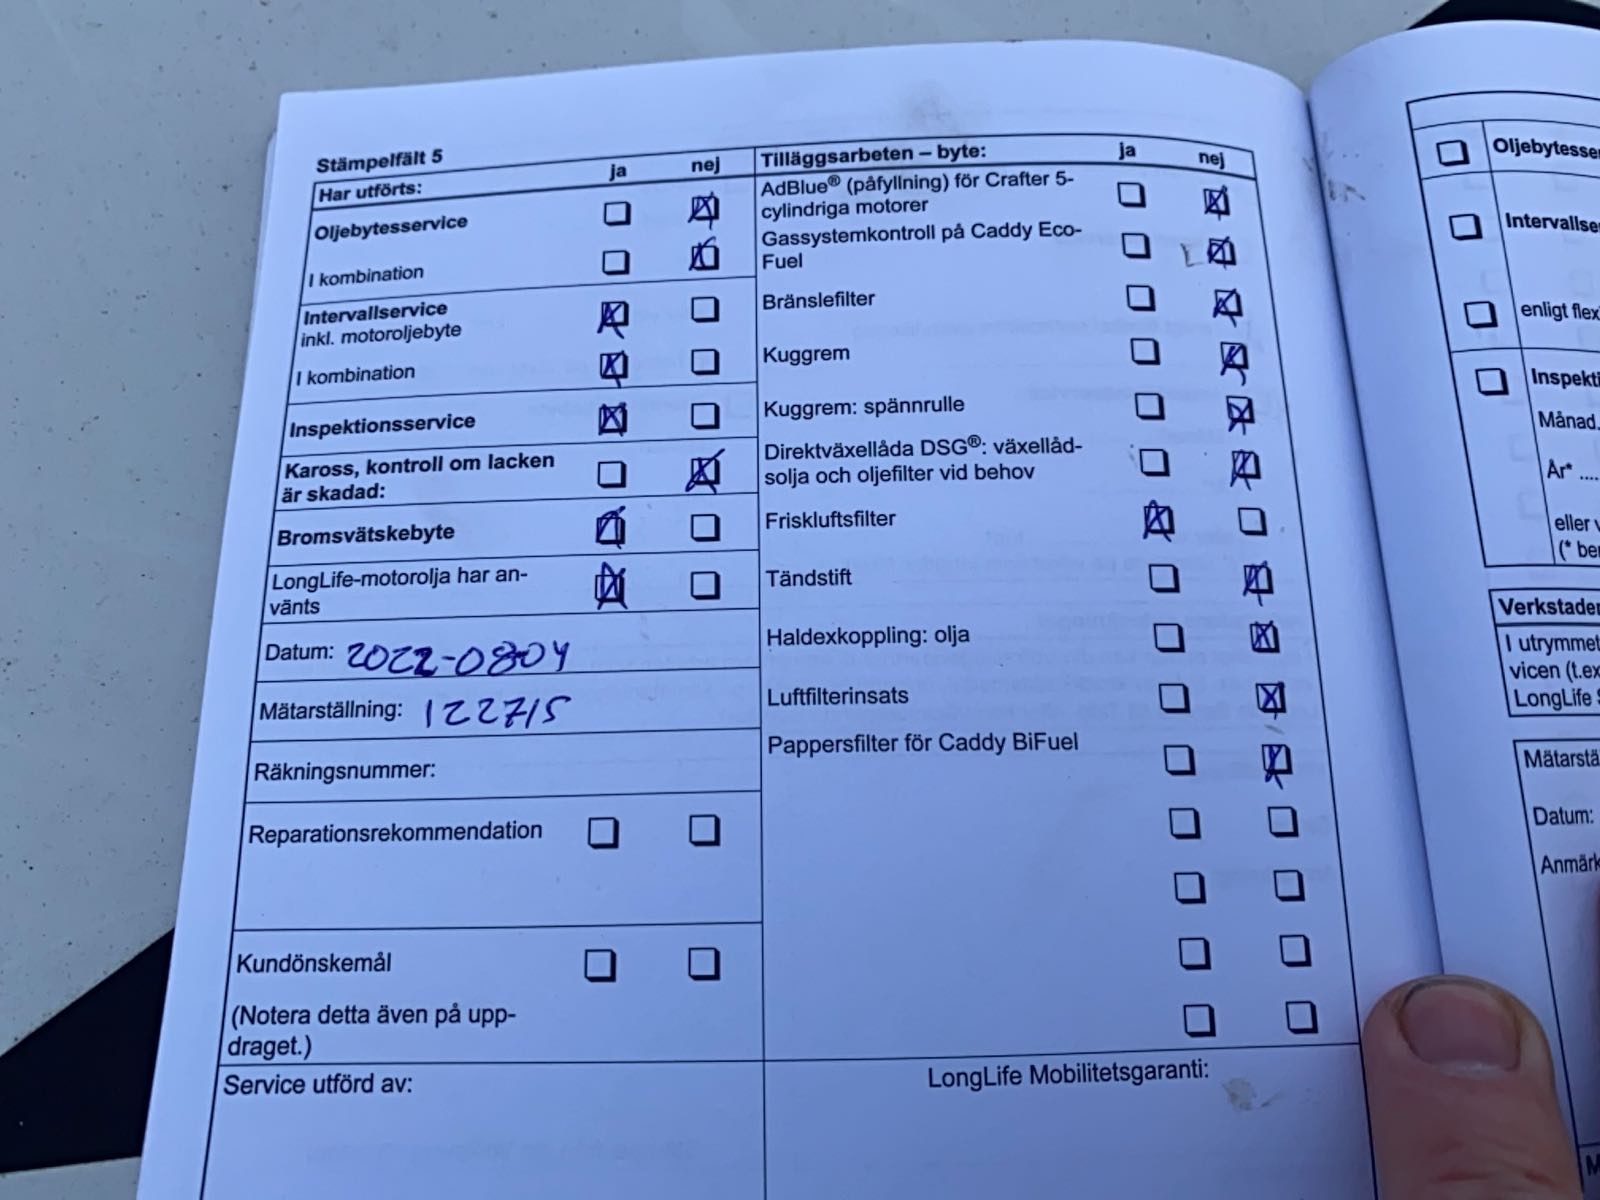 Stämpelfält 5
Har utförts: ja nej
Oljebytesservice
I kombination
Intervallservice
inkl. motoroljebyte
I kombination
Inspektionsservice
Kaross, kontroll om lacken
är skadad:
Bromsvätskebyte
LongLife-motorolja har an-
vänts
Datum: 2022-0804
Mätarställning: 122715
Räkningsnummer:
Reparationsrekommendation
Kundönskemål
(Notera detta även på upp-
draget.)
Service utförd av:
Tilläggsarbeten – byte: ja nej
AdBlue® (påfyllning) för Crafter 5-
cylindriga motorer
Gassystemkontroll på Caddy Eco-
Fuel
Bränslefilter
Kuggrem
Kuggrem: spännrulle
Direktväxellåda DSG®: växellåd-
solja och oljefilter vid behov
Friskluftsfilter
Tändstift
Haldexkoppling: olja
Luftfilterinsats
Pappersfilter för Caddy BiFuel
LongLife Mobilitetsgaranti:
Oljebytesse
Intervallse
enligt flex
Inspekti
Månad.
År* ....
eller v
(* ber
Verkstader
I utrymmet
vicen (t.ex
LongLife S
Mätarstä
Datum:
Anmärk